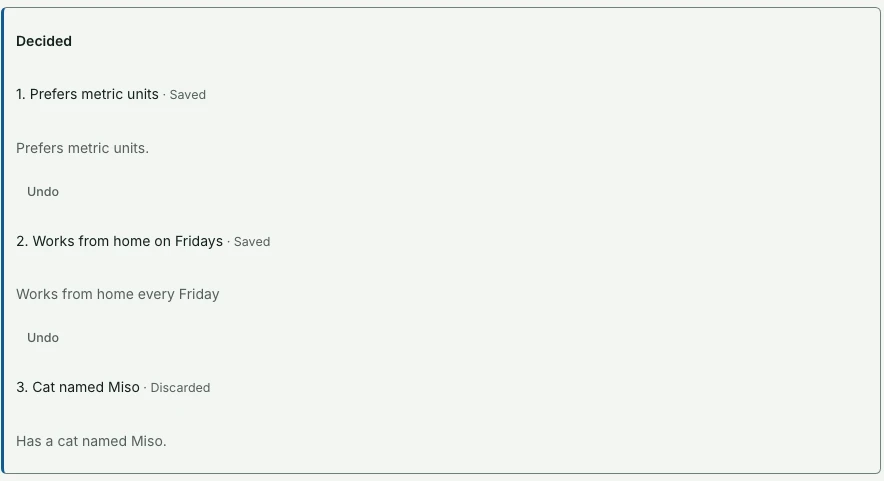 Decided
1. Prefers metric units · Saved
Prefers metric units.
Undo
2. Works from home on Fridays · Saved
Works from home every Friday
Undo
3. Cat named Miso · Discarded
Has a cat named Miso.